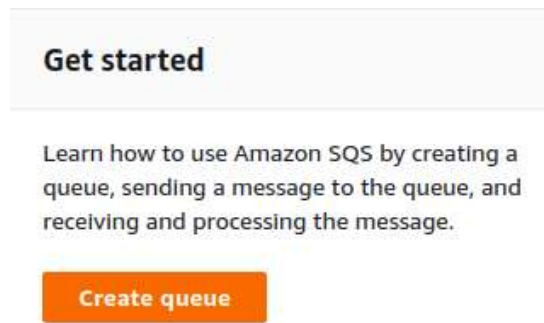 Get started
Learn how to use Amazon SQS by creating a
queue, sending a message to the queue, and
receiving and processing the message.
Create queue